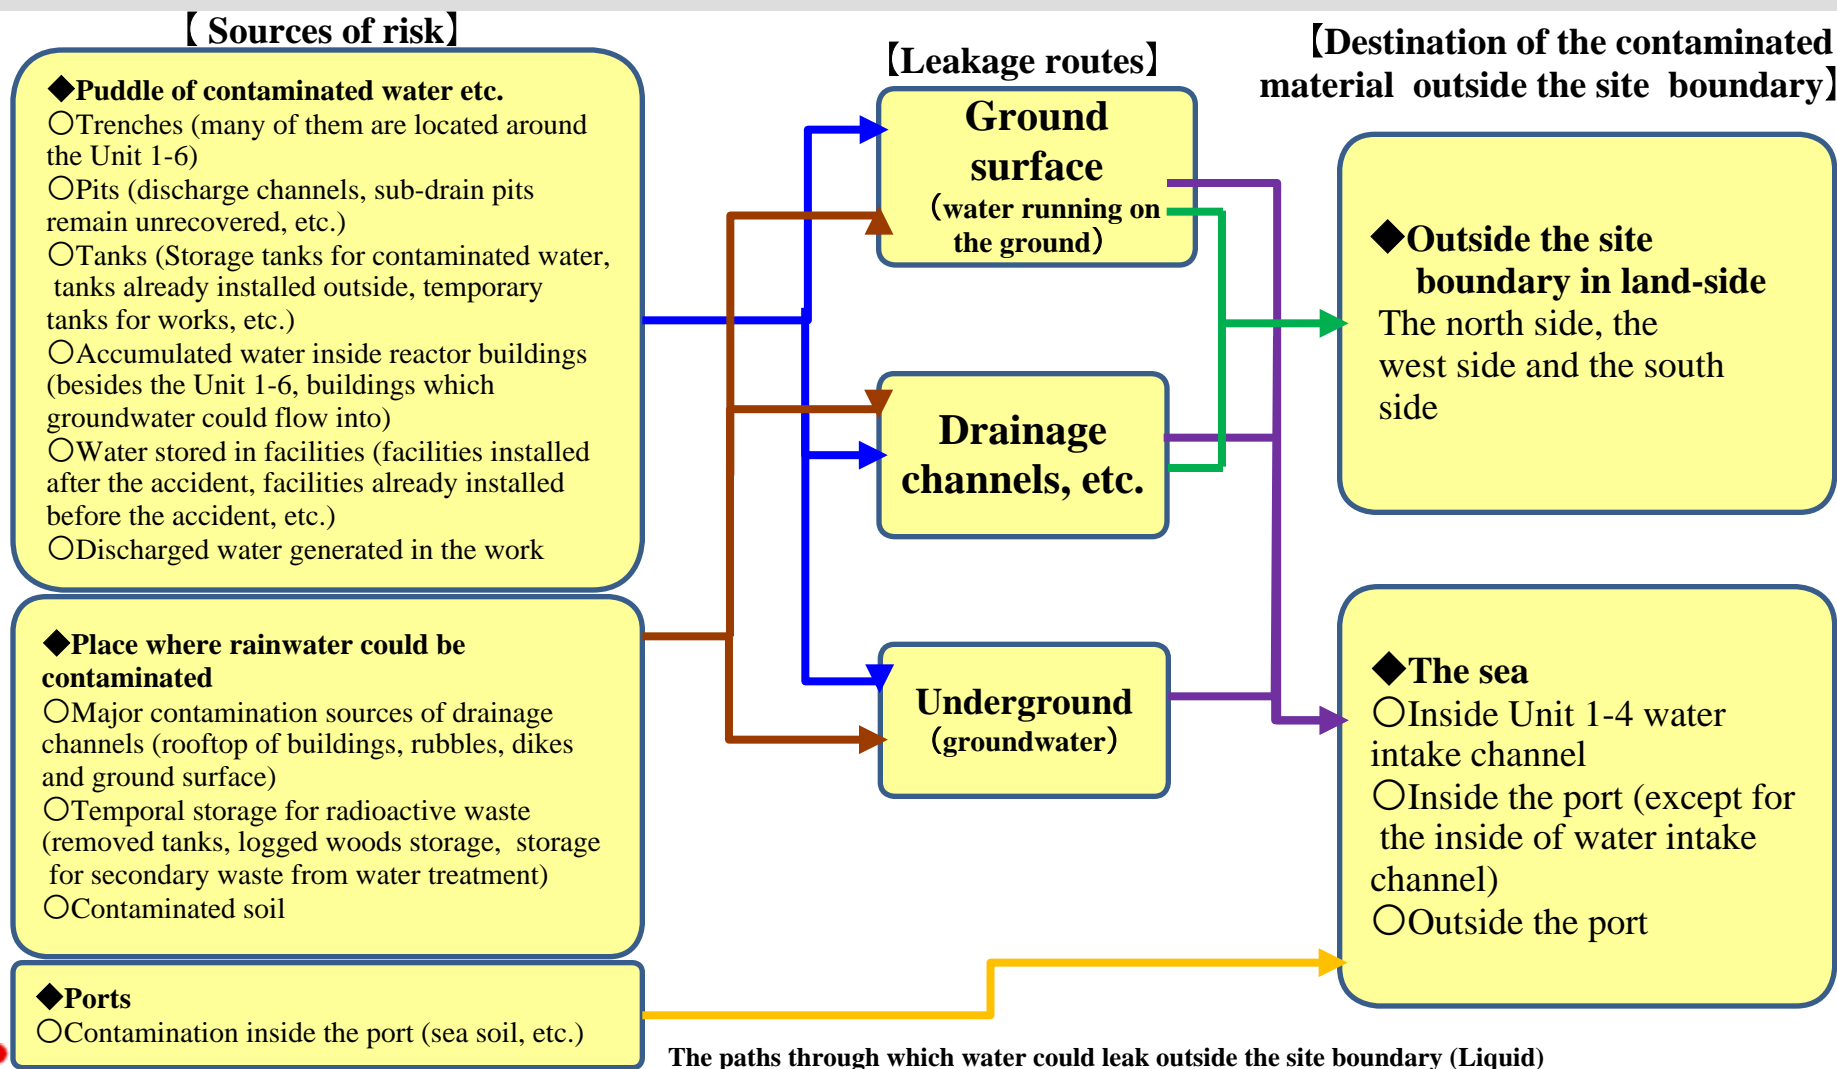 【 Sources of risk】
◆Puddle of contaminated water etc.
○Trenches (many of them are located around
the Unit 1-6)
○Pits (discharge channels, sub-drain pits
remain unrecovered, etc.)
○Tanks (Storage tanks for contaminated water,
tanks already installed outside, temporary
tanks for works, etc.)
○Accumulated water inside reactor buildings
(besides the Unit 1-6, buildings which
groundwater could flow into)
○Water stored in facilities (facilities installed
after the accident, facilities already installed
before the accident, etc.)
○Discharged water generated in the work
◆Place where rainwater could be
contaminated
○Major contamination sources of drainage
channels (rooftop of buildings, rubbles, dikes
and ground surface)
○Temporal storage for radioactive waste
(removed tanks, logged woods storage, storage
for secondary waste from water treatment)
○Contaminated soil
◆Ports
○Contamination inside the port (sea soil, etc.)
【Leakage routes】
Ground
surface
（water running on
the ground）
Drainage
channels, etc.
Underground
（groundwater）
【Destination of the contaminated
material outside the site boundary】
◆Outside the site
boundary in land-side
The north side, the
west side and the south
side
◆The sea
○Inside Unit 1-4 water
intake channel
○Inside the port (except for
the inside of water intake
channel)
○Outside the port
The paths through which water could leak outside the site boundary (Liquid)